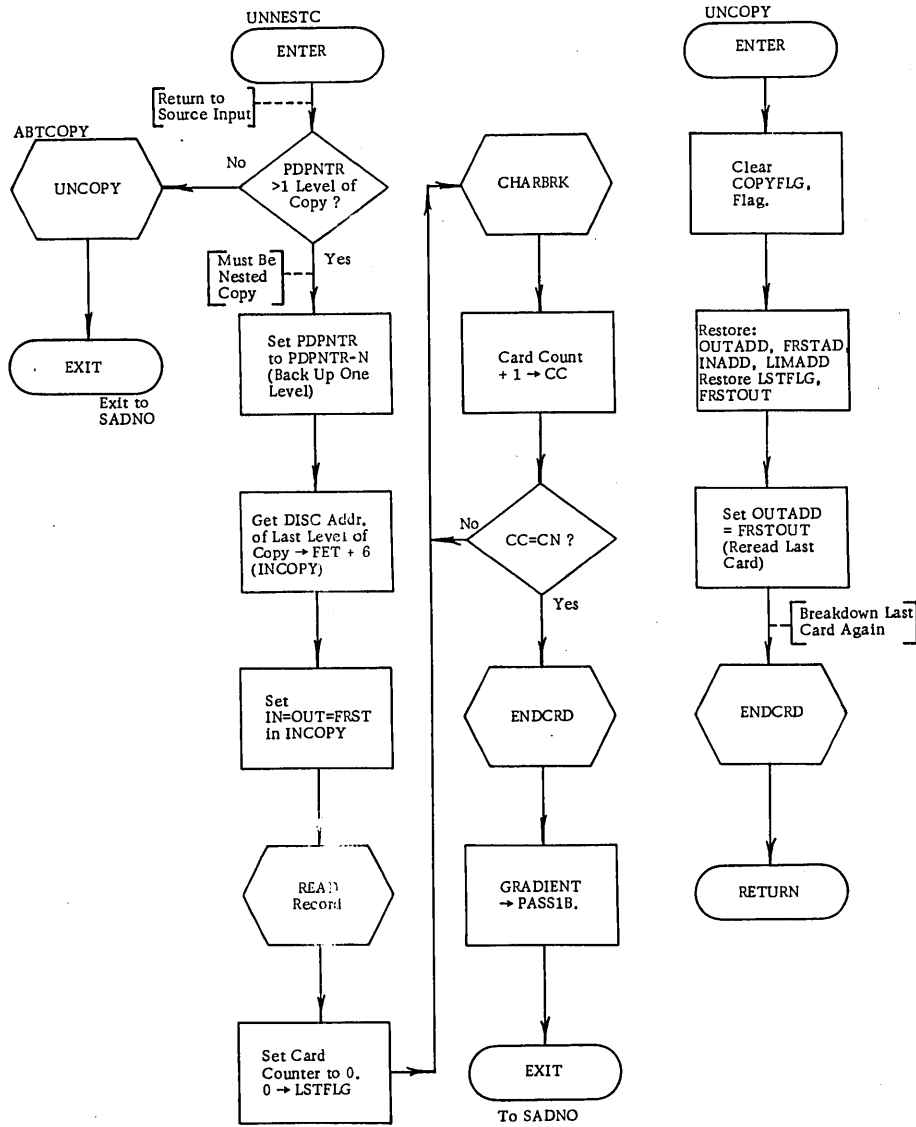 UNNESTC
ENTER
Return to
Source Input
ABTCOPY
No
UNCOPY
PDPNTR
>1 Level of
Copy ?
Must Be
Nested
Copy
Yes
EXIT
Exit to
SADNO
Set PDPNTR
to PDPNTR-N
(Back Up One
Level)
Get DISC Addr.
of Last Level of
Copy → FET + 6
(INCOPY)
Set
IN=OUT=FRST
in INCOPY
READ
Record
Set Card
Counter to 0.
0 → LSTFLG
CHARBRK
Card Count
+ 1 → CC
No
CC=CN ?
Yes
ENDCRD
GRADIENT
→ PASS1B.
EXIT
To SADNO
UNCOPY
ENTER
Clear
COPYFLG,
Flag.
Restore:
OUTADD, FRSTAD,
INADD, LIMADD
Restore LSTFLG,
FRSTOUT
Set OUTADD
= FRSTOUT
(Reread Last
Card)
Breakdown Last
Card Again
ENDCRD
RETURN